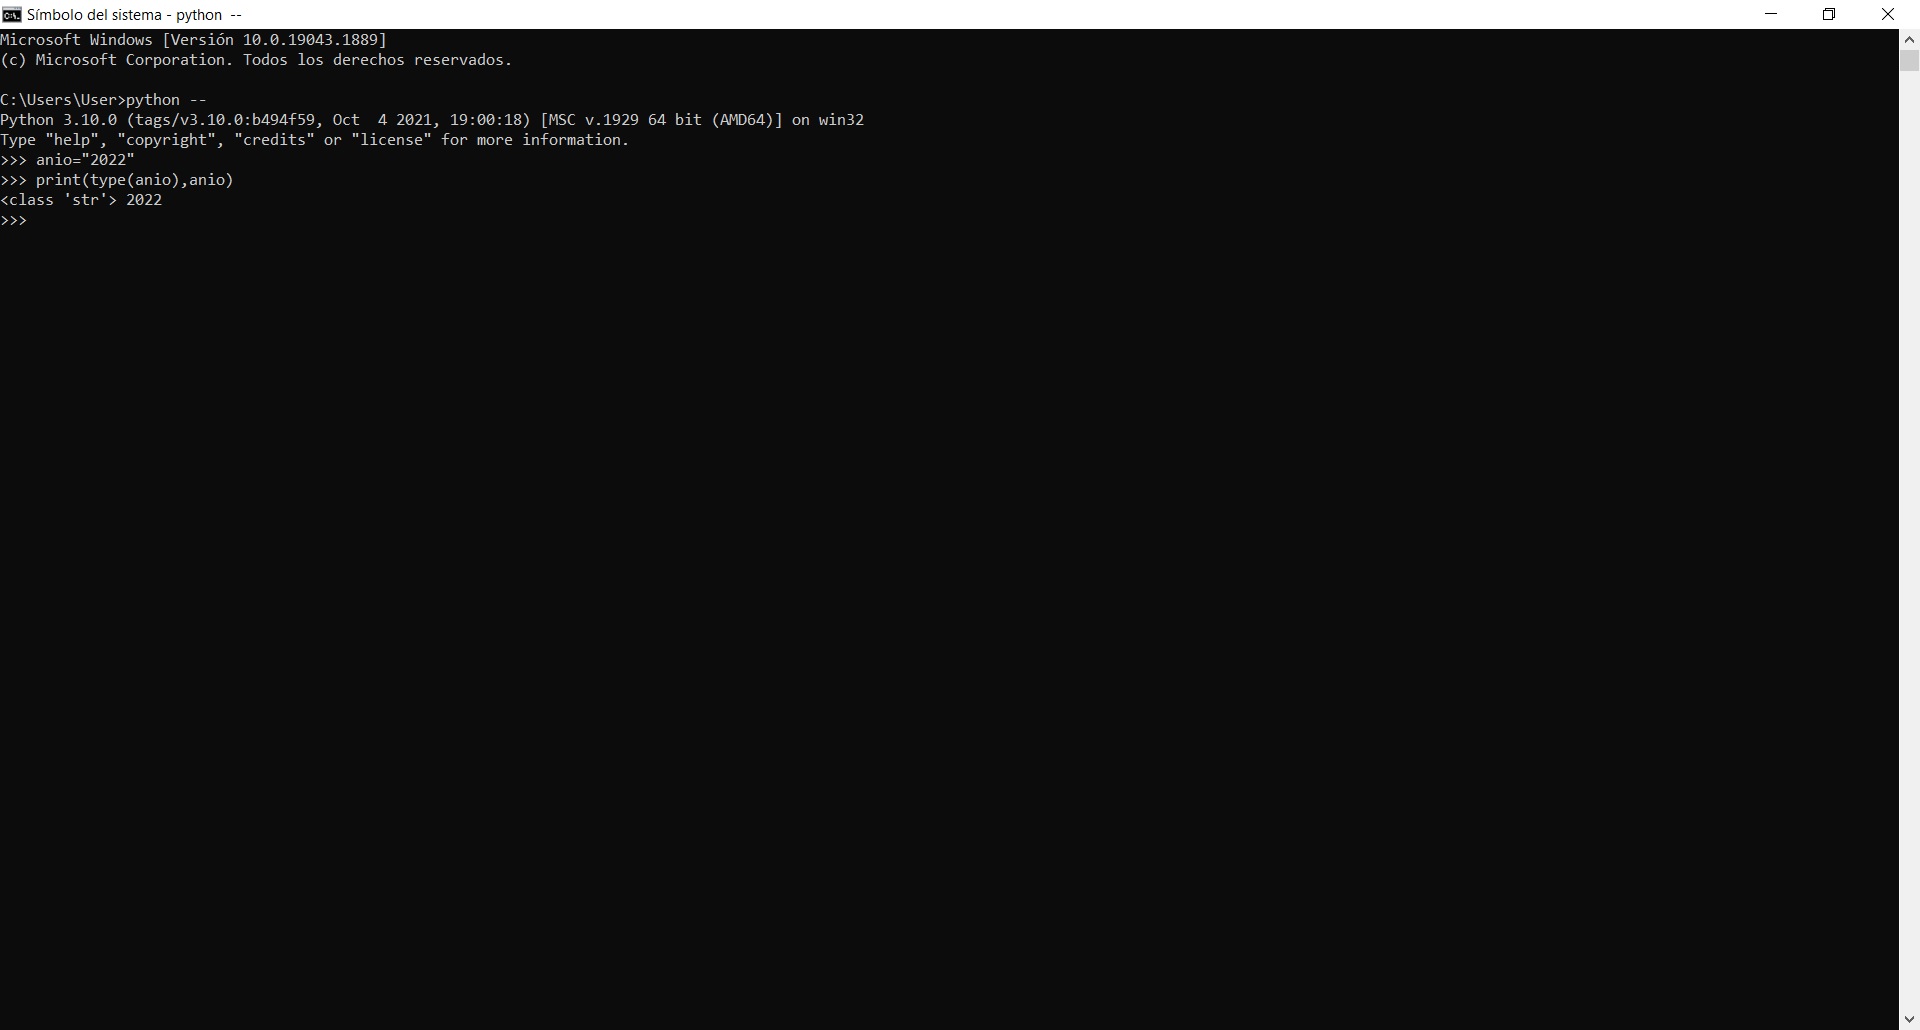 Símbolo del sistema - python  --
Microsoft Windows [Versión 10.0.19043.1889]
(c) Microsoft Corporation. Todos los derechos reservados.
C:\Users\User>python --
Python 3.10.0 (tags/v3.10.0:b494f59, Oct  4 2021, 19:00:18) [MSC v.1929 64 bit (AMD64)] on win32
Type "help", "copyright", "credits" or "license" for more information.
>>> anio="2022"
>>> print(type(anio),anio)
<class 'str'> 2022
>>>